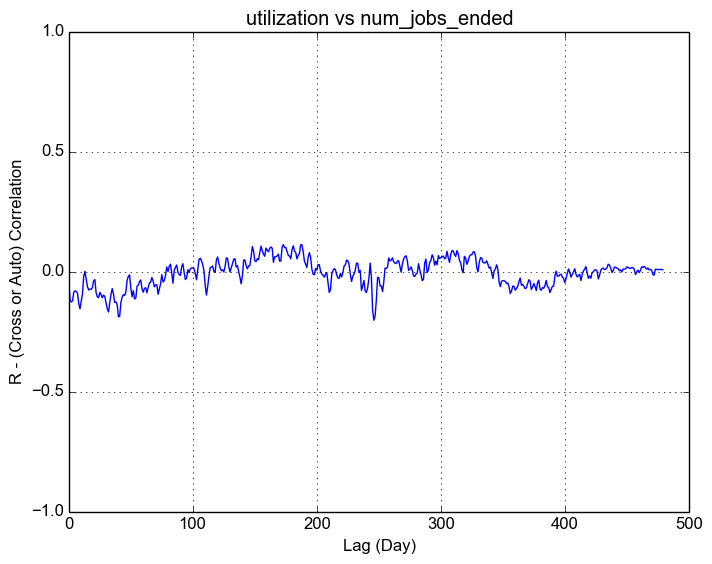 utilization vs num_jobs_ended
1.0
0.5
0.0
−0.5
−1.0
R - (Cross or Auto) Correlation
0 100 200 300 400 500
Lag (Day)